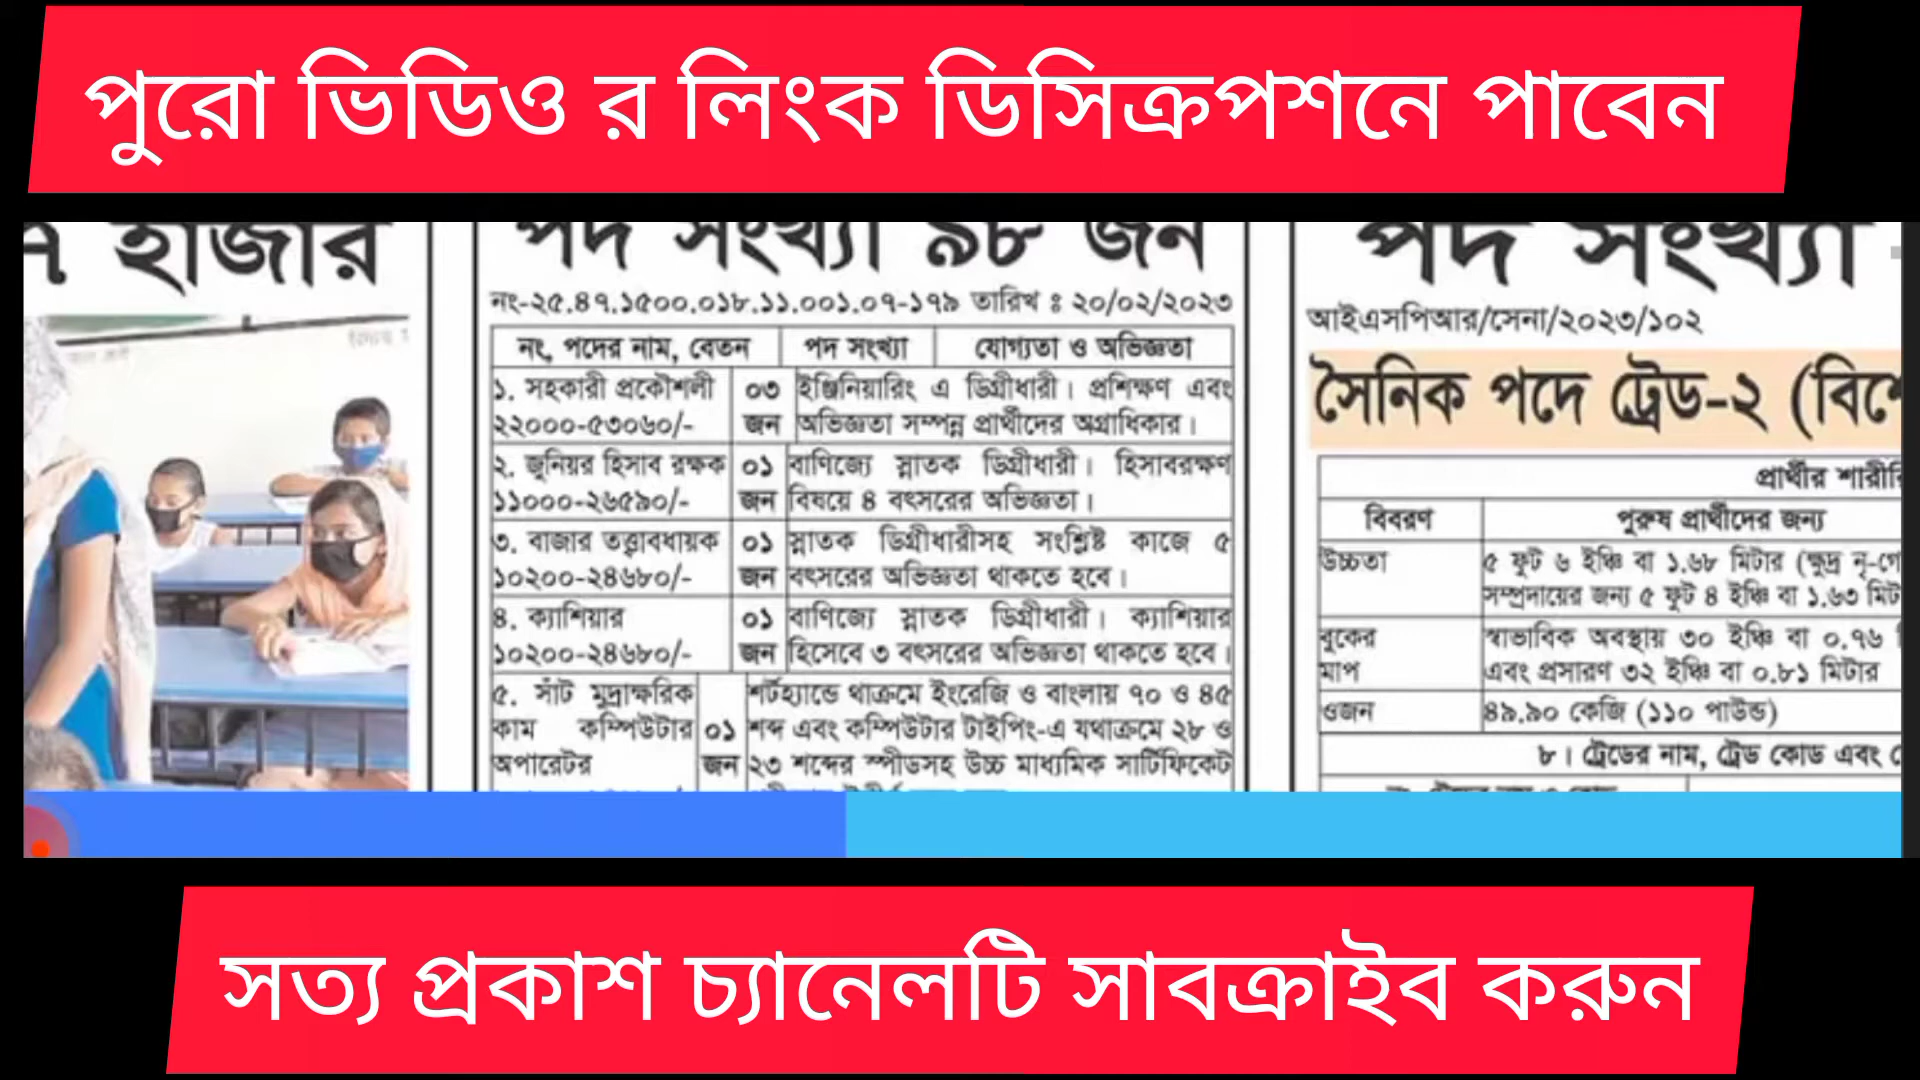 পুরো ভিডিও র লিংক ডিসিক্রপশনে পাবেন
৭ হাজার
পদ সংখ্যা ৯৮ জন
নং-২৫.৪৭.১৫০০.০১৮.১১.০০১.০৭-১৭৯ তারিখ ঃ ২০/০২/২০২৩
নং, পদের নাম, বেতন পদ সংখ্যা যোগ্যতা ও অভিজ্ঞতা
১. সহকারী প্রকৌশলী ০৩ ইঞ্জিনিয়ারিং এ ডিগ্রীধারী। প্রশিক্ষণ এবং
২২০০০-৫৩০৬০/- জন অভিজ্ঞতা সম্পন্ন প্রার্থীদের অগ্রাধিকার।
২. জুনিয়র হিসাব রক্ষক ০১ বাণিজ্যে স্নাতক ডিগ্রীধারী। হিসাবরক্ষণ
১১০০০-২৬৫৯০/- জন বিষয়ে ৪ বৎসরের অভিজ্ঞতা।
৩. বাজার তত্ত্বাবধায়ক ০১ স্নাতক ডিগ্রীধারীসহ সংশ্লিষ্ট কাজে ৫
১০২০০-২৪৬৮০/- জন বৎসরের অভিজ্ঞতা থাকতে হবে।
৪. ক্যাশিয়ার ০১ বাণিজ্যে স্নাতক ডিগ্রীধারী। ক্যাশিয়ার
১০২০০-২৪৬৮০/- জন হিসেবে ৩ বৎসরের অভিজ্ঞতা থাকতে হবে।
৫. সাঁট মুদ্রাক্ষরিক শর্টহ্যান্ডে থাক্রমে ইংরেজি ও বাংলায় ৭০ ও ৪৫
কাম কম্পিউটার ০১ শব্দ এবং কম্পিউটার টাইপিং-এ যথাক্রমে ২৮ ও
অপারেটর জন ২৩ শব্দের স্পীডসহ উচ্চ মাধ্যমিক সার্টিফিকেট
পদ সংখ্যা
আইএসপিআর/সেনা/২০২৩/১০২
সৈনিক পদে ট্রেড-২ (বিশে
প্রার্থীর শারীরি
বিবরণ পুরুষ প্রার্থীদের জন্য
উচ্চতা ৫ ফুট ৬ ইঞ্চি বা ১.৬৮ মিটার (ক্ষুদ্র নৃ-গো
সম্প্রদায়ের জন্য ৫ ফুট ৪ ইঞ্চি বা ১.৬৩ মিট
বুকের স্বাভাবিক অবস্থায় ৩০ ইঞ্চি বা ০.৭৬
মাপ এবং প্রসারণ ৩২ ইঞ্চি বা ০.৮১ মিটার
ওজন ৪৯.৯০ কেজি (১১০ পাউন্ড)
৮। ট্রেডের নাম, ট্রেড কোড এবং
সত্য প্রকাশ চ্যানেলটি সাবক্রাইব করুন